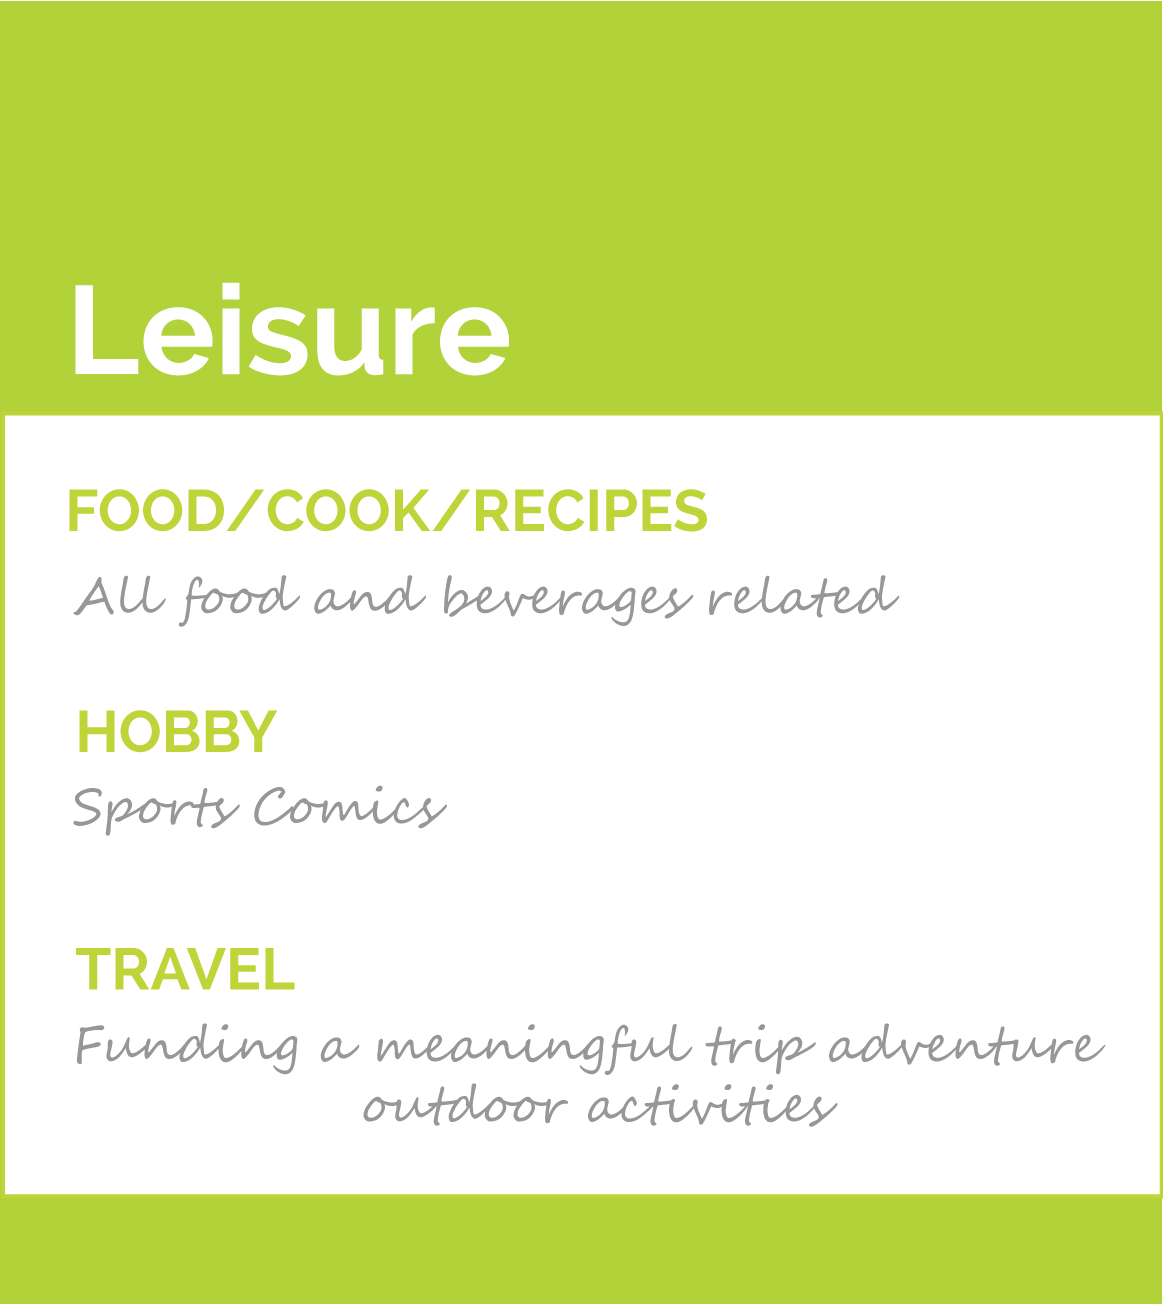 Leisure
FOOD/COOK/RECIPES
All food and beverages related
HOBBY
Sports Comics
TRAVEL
Funding a meaningful trip adventure
outdoor activities